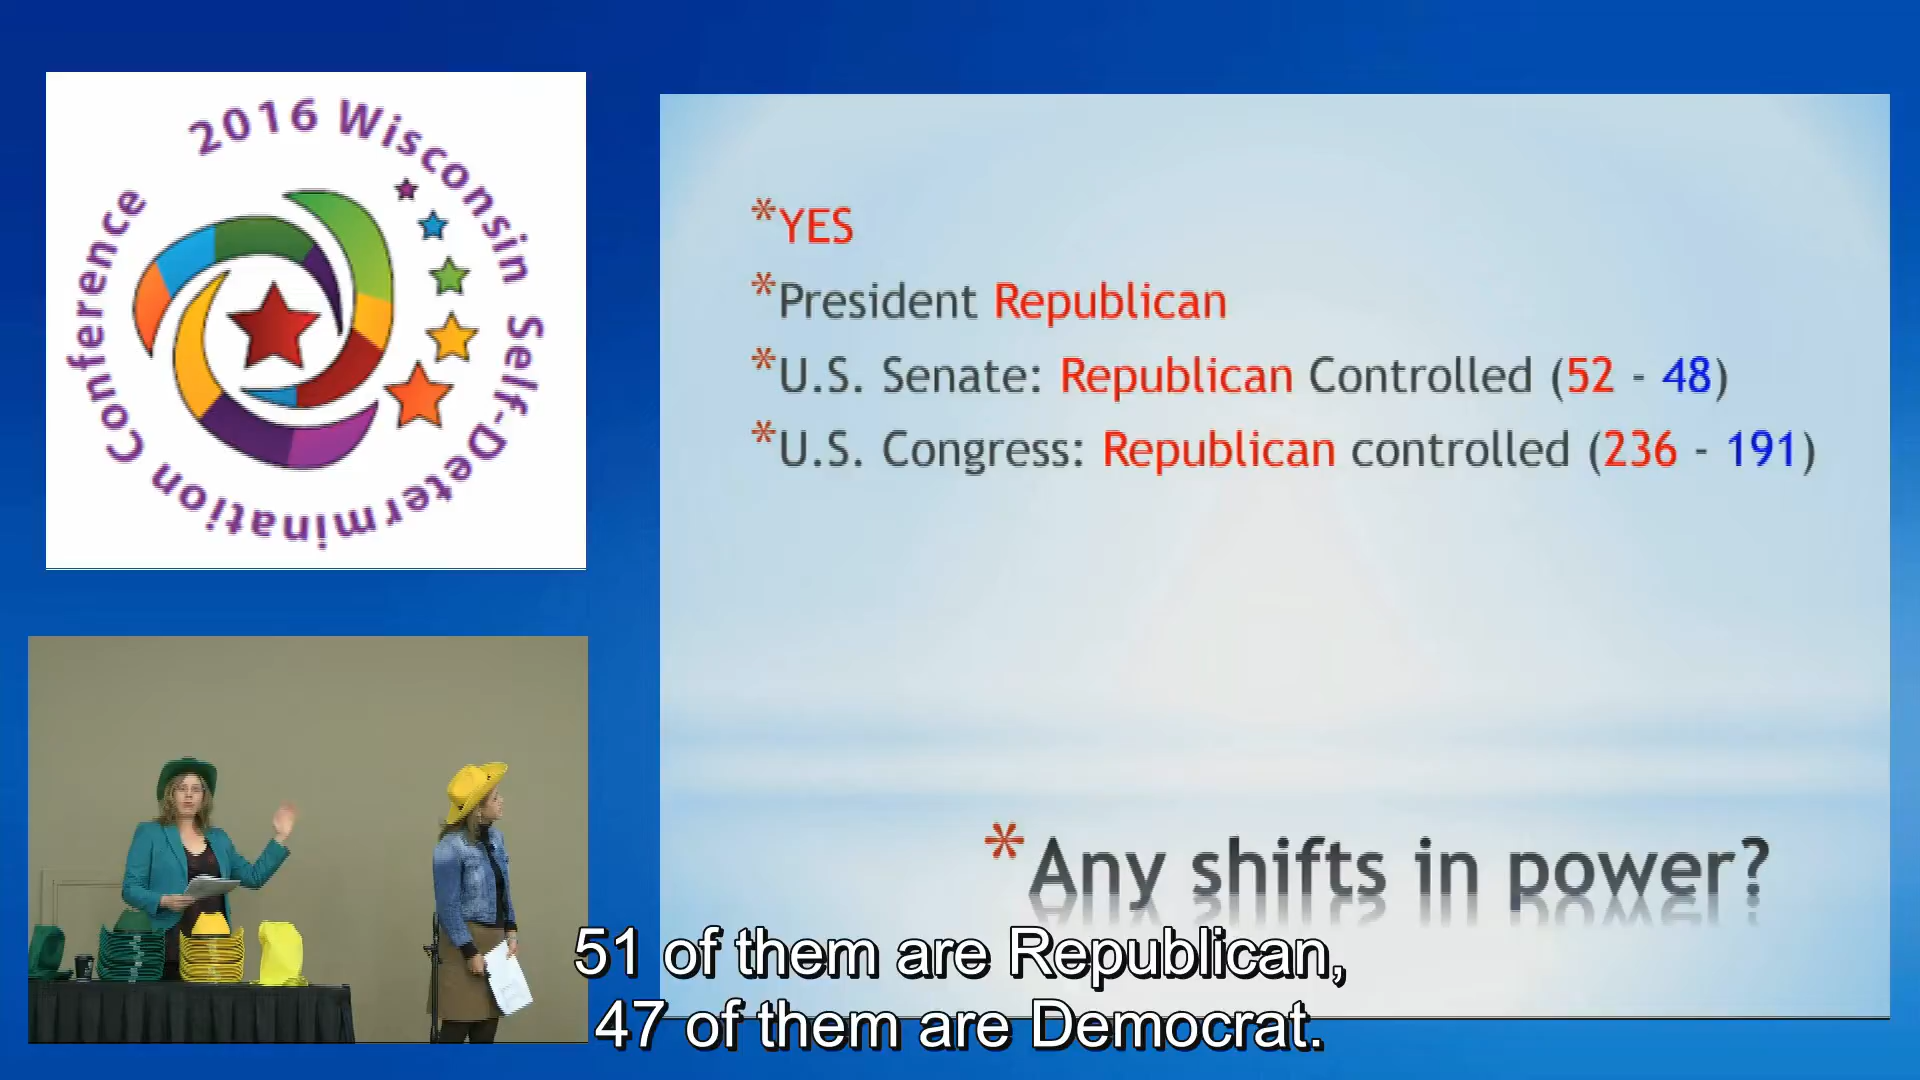 2016 Wisconsin Self-Determination Conference
*YES
*President Republican
*U.S. Senate: Republican Controlled (52 - 48)
*U.S. Congress: Republican controlled (236 - 191)
*Any shifts in power?
51 of them are Republican,
47 of them are Democrat.